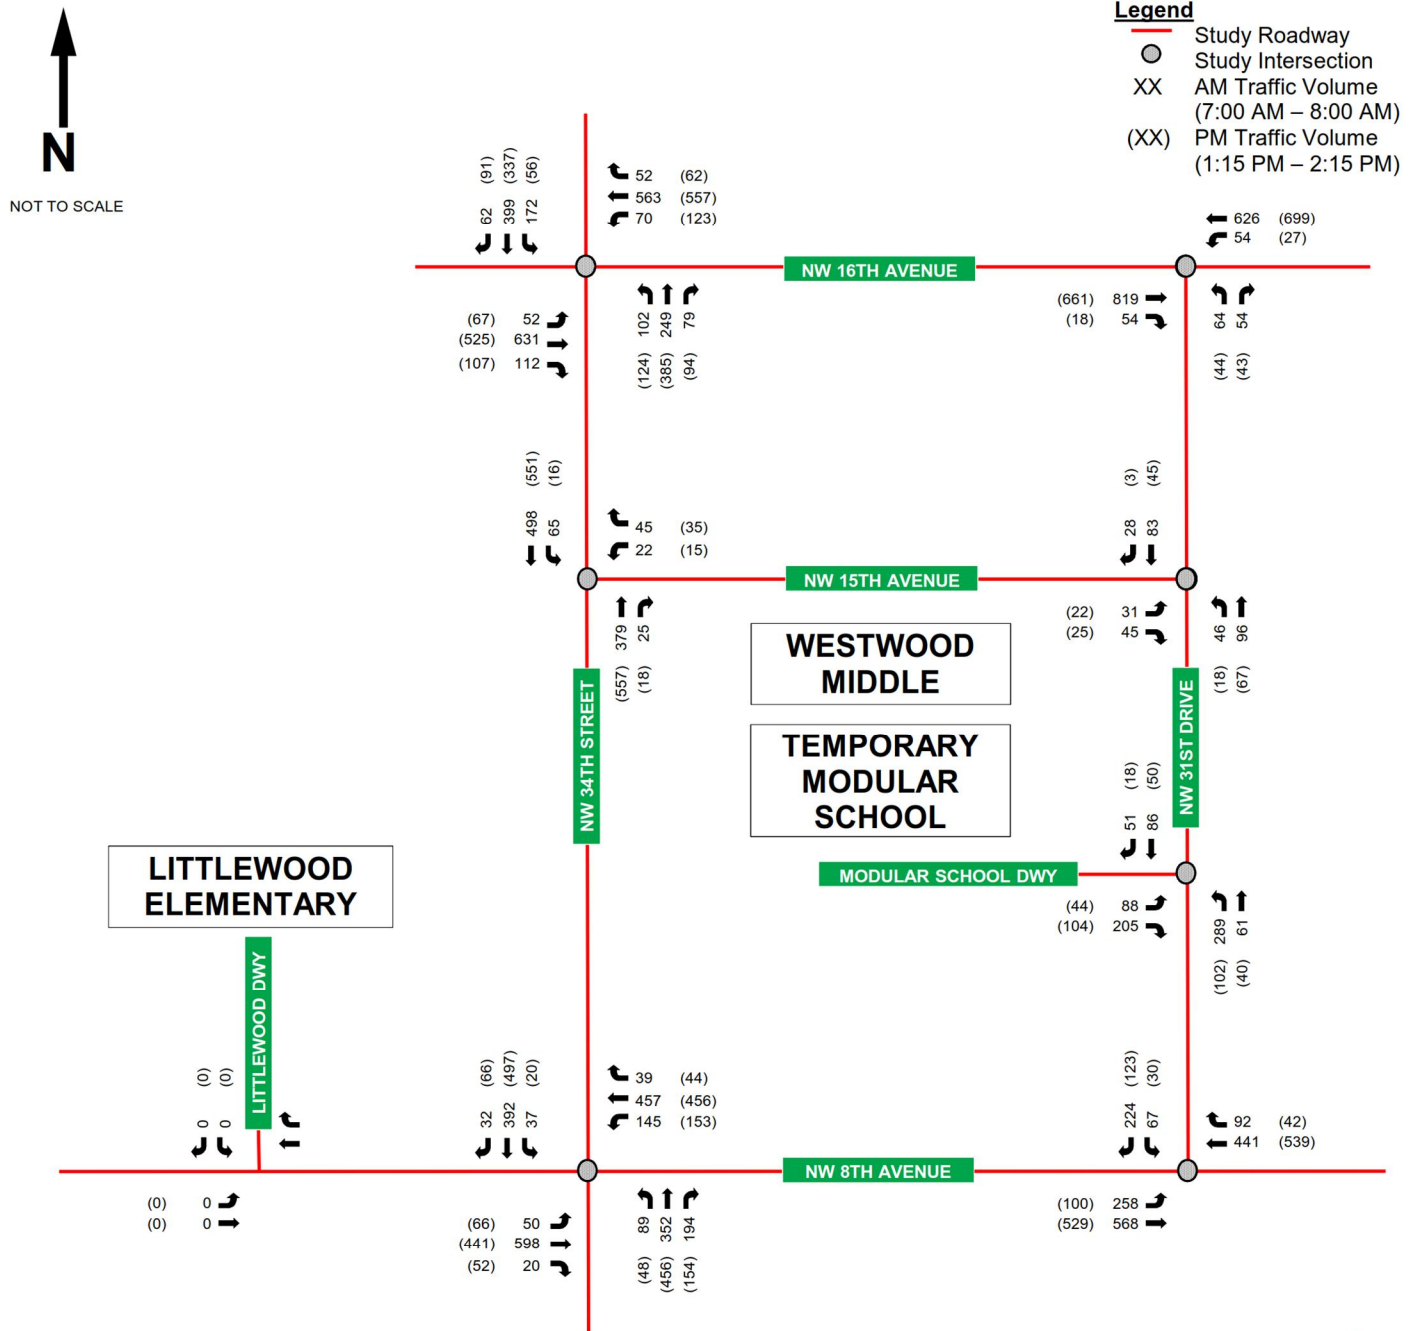 Legend
Study Roadway
Study Intersection
XX AM Traffic Volume
(7:00 AM – 8:00 AM)
(XX) PM Traffic Volume
(1:15 PM – 2:15 PM)
N
NOT TO SCALE
(91) (337) (56)
62 399 172
52 (62)
563 (557)
70 (123)
626 (699)
54 (27)
NW 16TH AVENUE
(67) 52
(525) 631
(107) 112
102 249 79
(124) (385) (94)
(661) 819
(18) 54
64 54
(44) (43)
(551) (16)
498 65
45 (35)
22 (15)
(3) (45)
28 83
NW 15TH AVENUE
379 25
(557) (18)
(22) 31
(25) 45
46 96
(18) (67)
WESTWOOD
MIDDLE
TEMPORARY
MODULAR
SCHOOL
NW 34TH STREET
NW 31ST DRIVE
(18) (50)
51 86
MODULAR SCHOOL DWY
(44) 88
(104) 205
289 61
(102) (40)
LITTLEWOOD
ELEMENTARY
LITTLEWOOD DWY
(0) (0)
0 0
(66) (497) (20)
32 392 37
39 (44)
457 (456)
145 (153)
(123) (30)
224 67
92 (42)
441 (539)
NW 8TH AVENUE
(0) 0
(0) 0
(66) 50
(441) 598
(52) 20
89 352 194
(48) (456) (154)
(100) 258
(529) 568